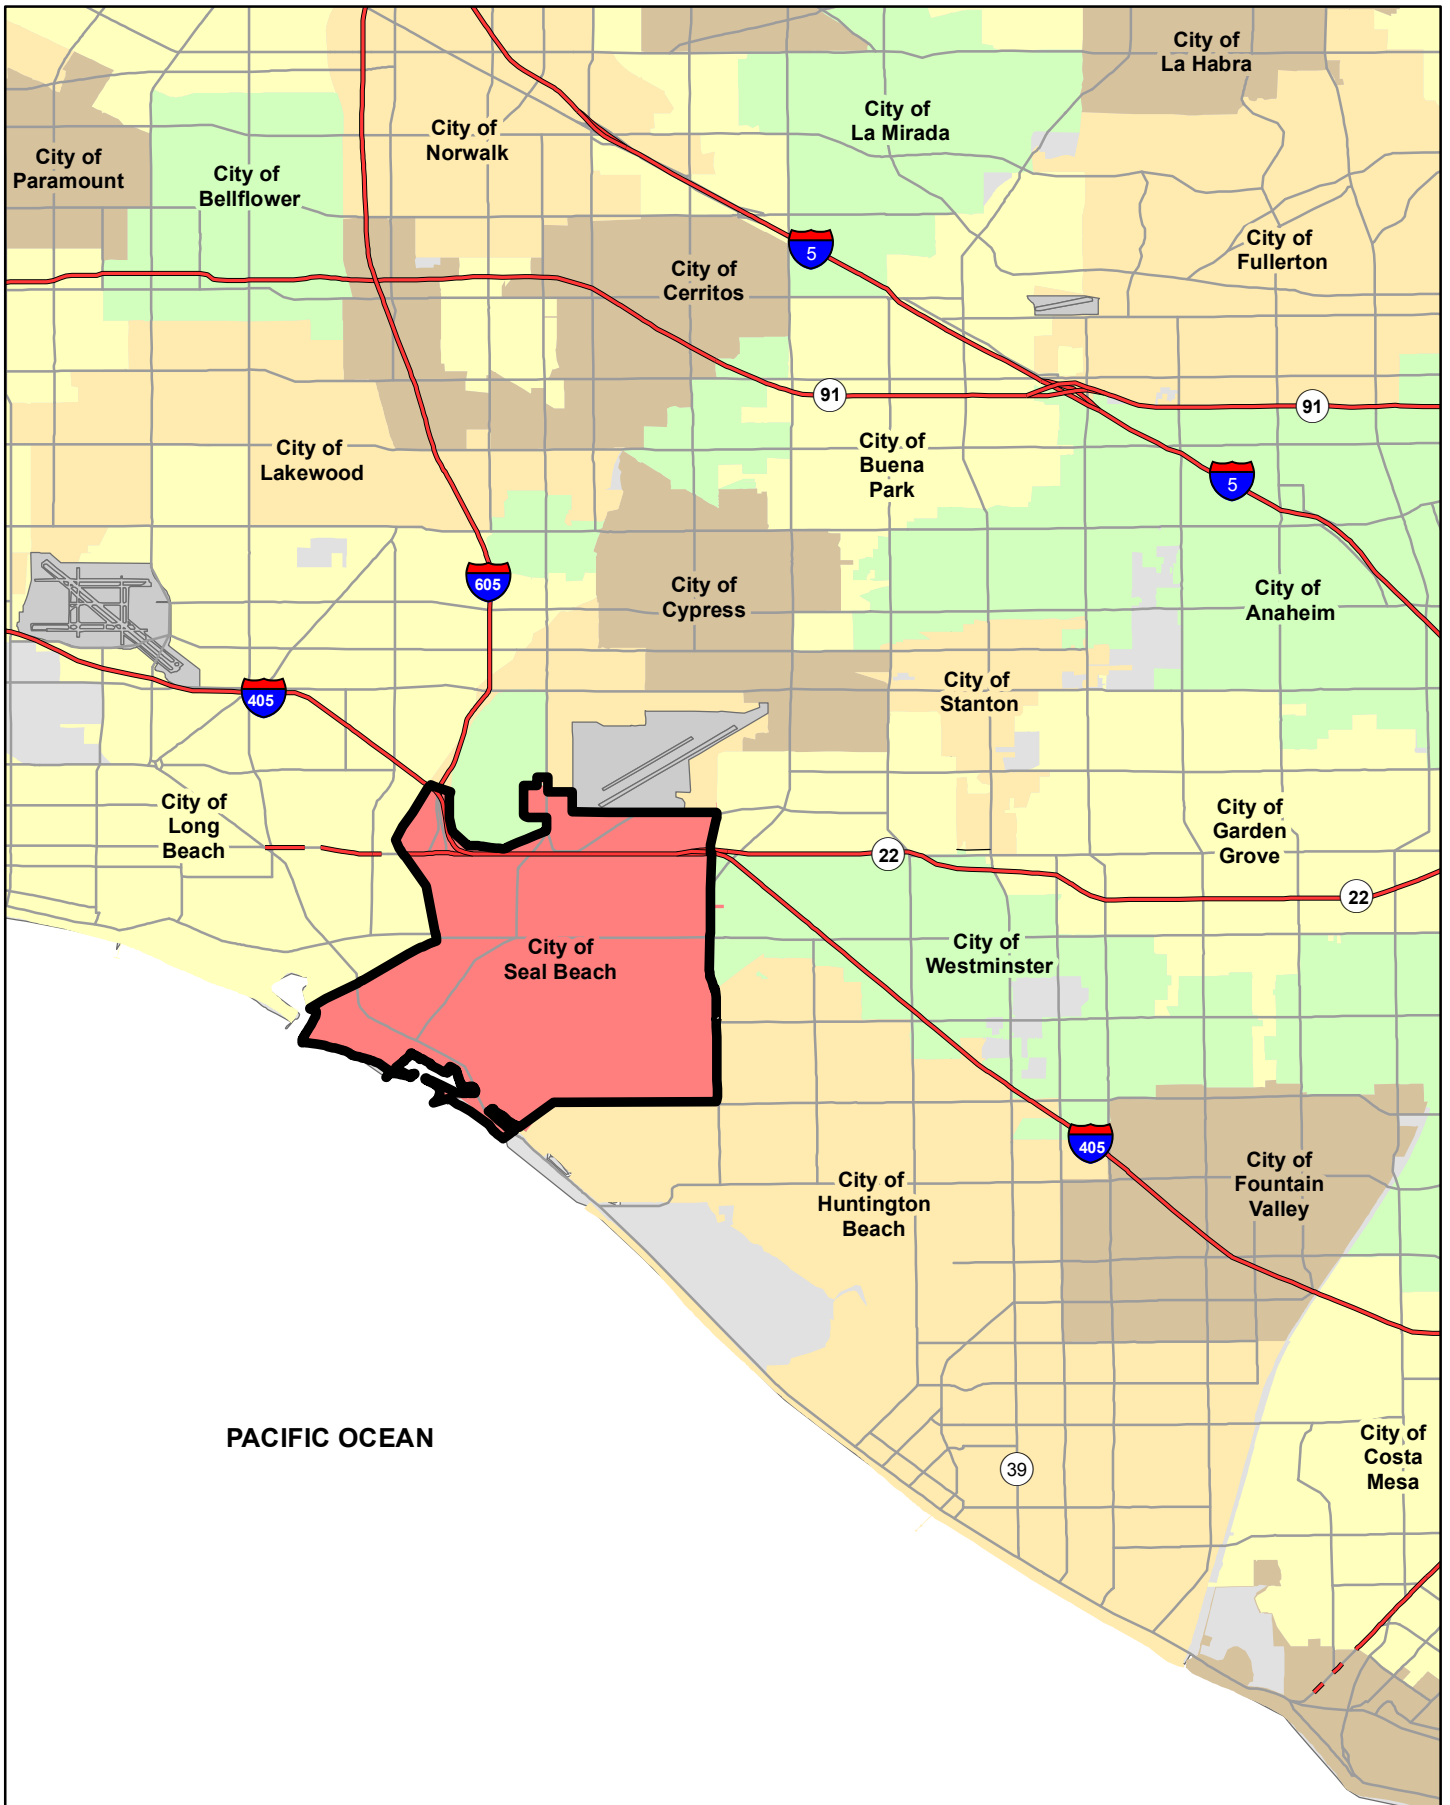 City of
La Habra
City of
La Mirada
City of
Norwalk
City of
Paramount
City of
Bellflower
City of
Fullerton
5
City of
Cerritos
91
91
City of
Buena
Park
City of
Lakewood
5
605
City of
Cypress
City of
Anaheim
405
City of
Stanton
City of
Long
Beach
City of
Garden
Grove
22
22
City of
Seal Beach
City of
Westminster
405
City of
Fountain
Valley
City of
Huntington
Beach
PACIFIC OCEAN
City of
Costa
Mesa
39